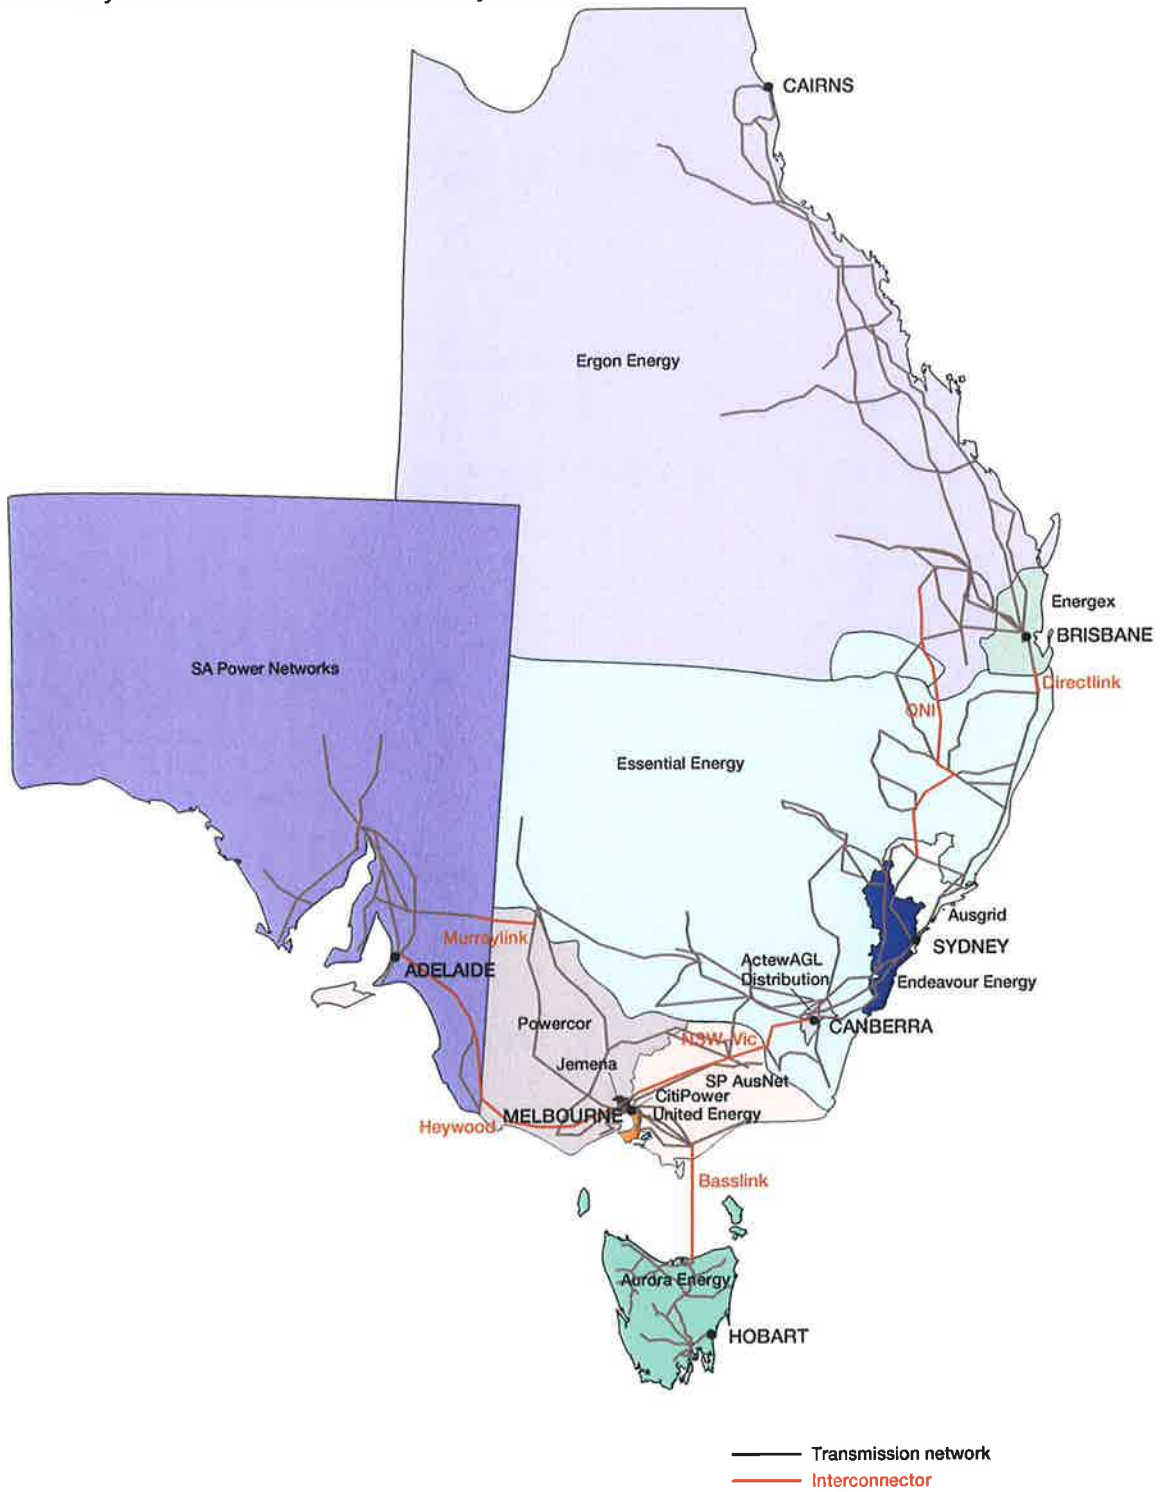 CAIRNS
Ergon Energy
Energex
BRISBANE
SA Power Networks
Directlink
QNI
Essential Energy
Ausgrid
Murraylink
SYDNEY
ActewAGL
Distribution
ADELAIDE
Endeavour Energy
Powercor
CANBERRA
NSW-Vic
Jemena
SP AusNet
CitiPower
MELBOURNE
United Energy
Heywood
Basslink
Aurora Energy
HOBART
Transmission network
Interconnector